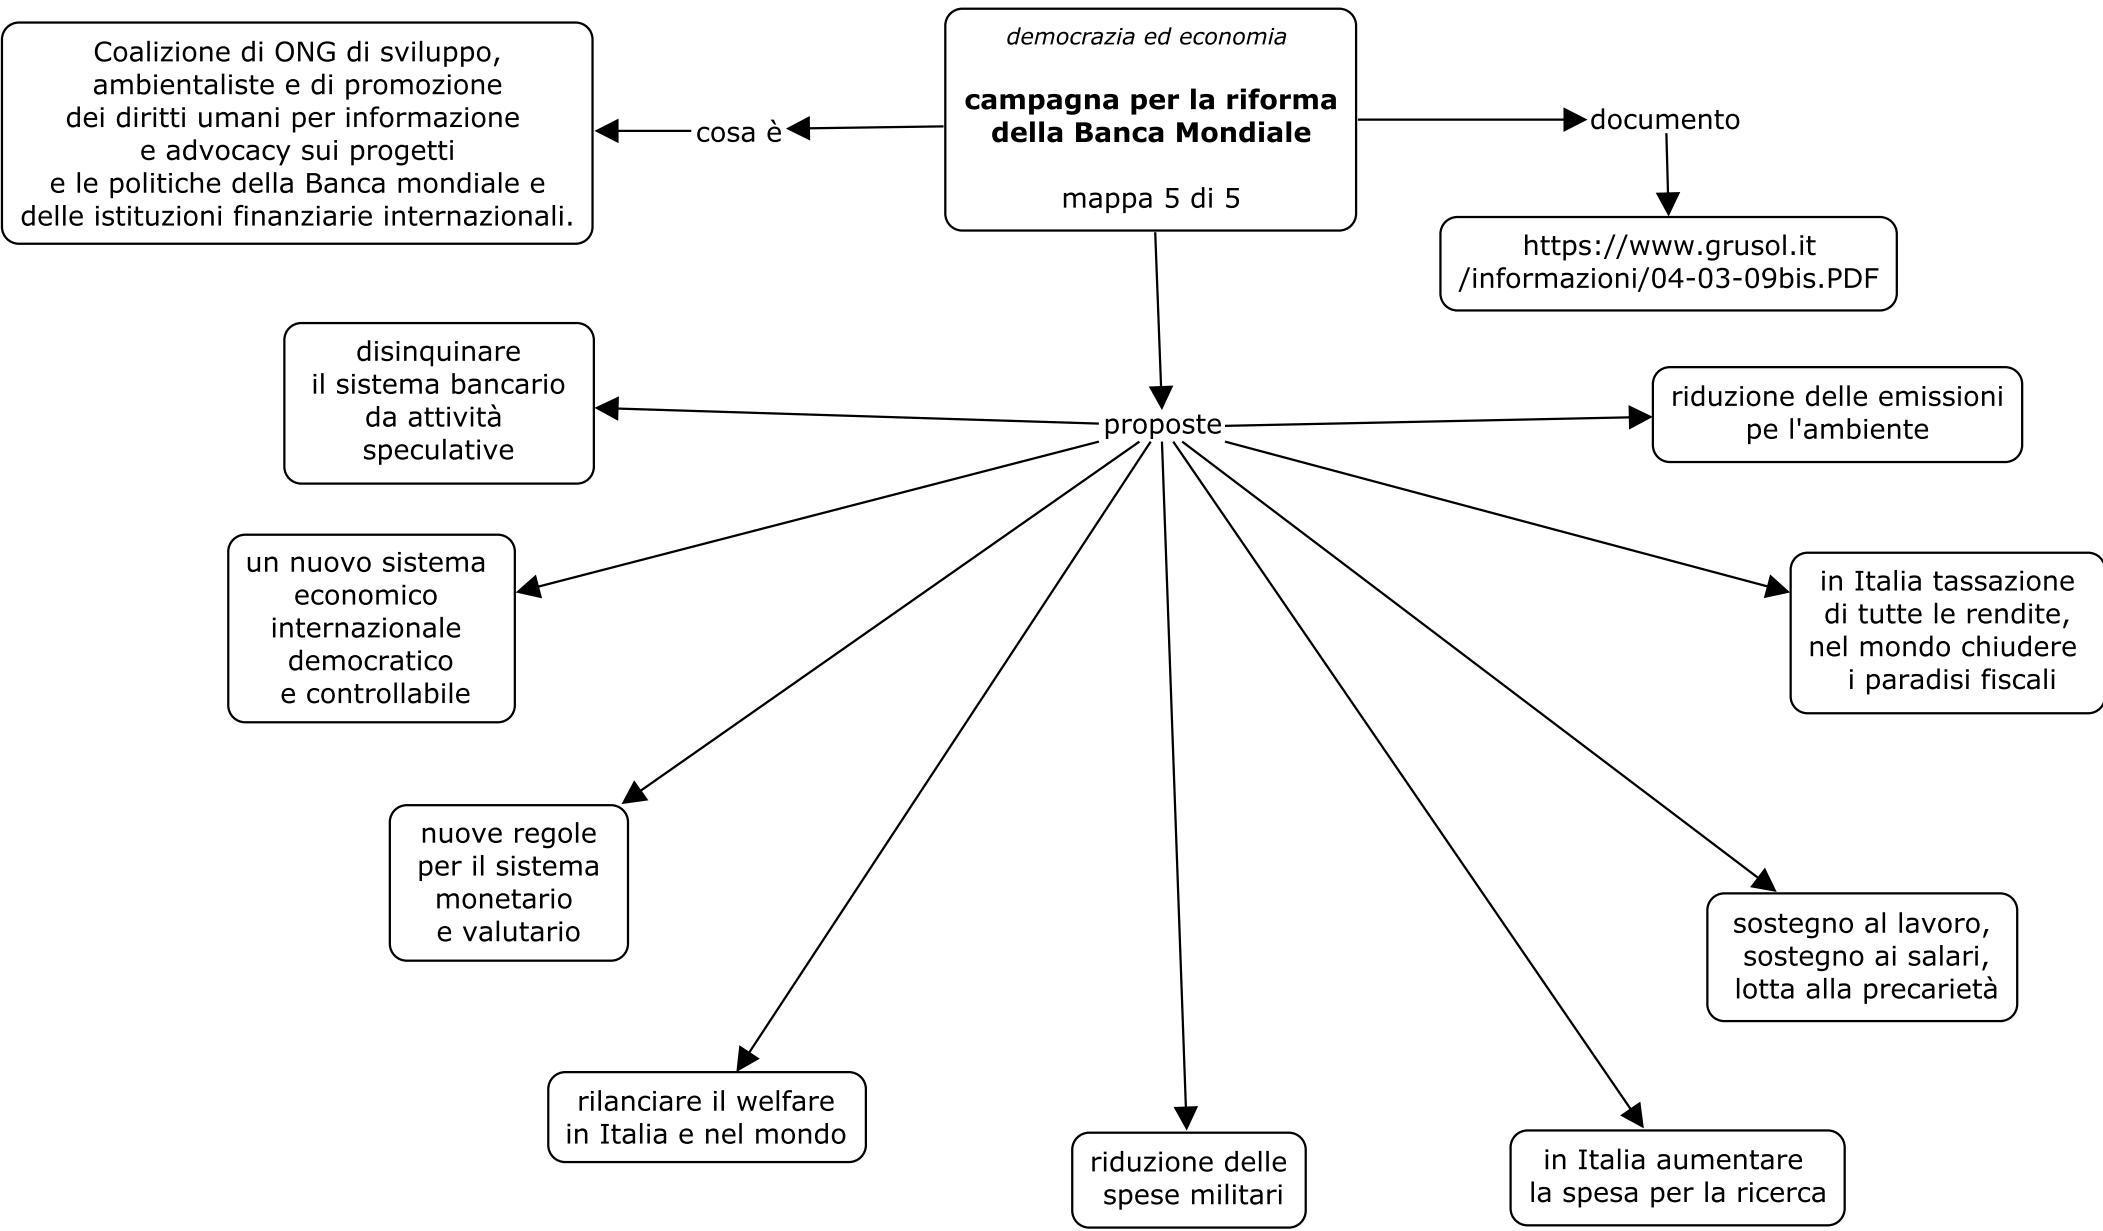 democrazia ed economia
campagna per la riforma
della Banca Mondiale
mappa 5 di 5
cosa è
Coalizione di ONG di sviluppo,
ambientaliste e di promozione
dei diritti umani per informazione
e advocacy sui progetti
e le politiche della Banca mondiale e
delle istituzioni finanziarie internazionali.
documento
https://www.grusol.it
/informazioni/04-03-09bis.PDF
proposte
disinquinare
il sistema bancario
da attività
speculative
un nuovo sistema
economico
internazionale
democratico
e controllabile
nuove regole
per il sistema
monetario
e valutario
rilanciare il welfare
in Italia e nel mondo
riduzione delle
spese militari
in Italia aumentare
la spesa per la ricerca
sostegno al lavoro,
sostegno ai salari,
lotta alla precarietà
in Italia tassazione
di tutte le rendite,
nel mondo chiudere
i paradisi fiscali
riduzione delle emissioni
pe l'ambiente